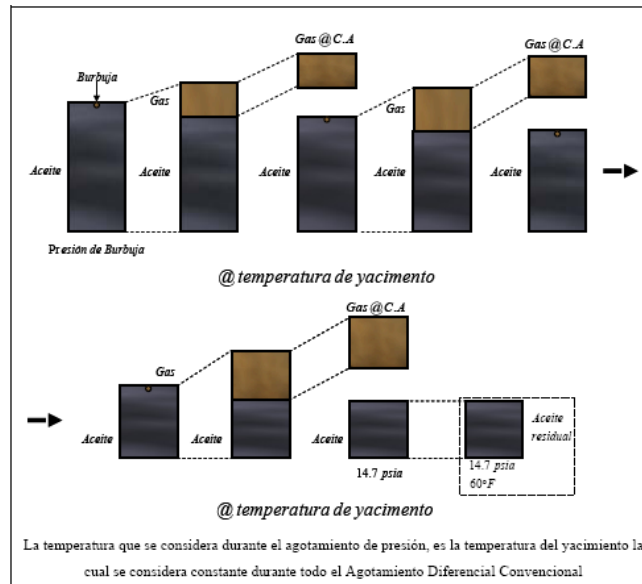 Gas @ C.A
Gas @ C.A
Burbuja
Gas
Gas
Aceite
Aceite
Aceite
Aceite
Aceite
Presión de Burbuja
@ temperatura de yacimento
Gas @ C.A
Gas
Aceite
Aceite
Aceite
Aceite
residual
14.7 psia
14.7 psia
60°F
@ temperatura de yacimento
La temperatura que se considera durante el agotamiento de presión, es la temperatura del yacimiento la
cual se considera constante durante todo el Agotamiento Diferencial Convencional